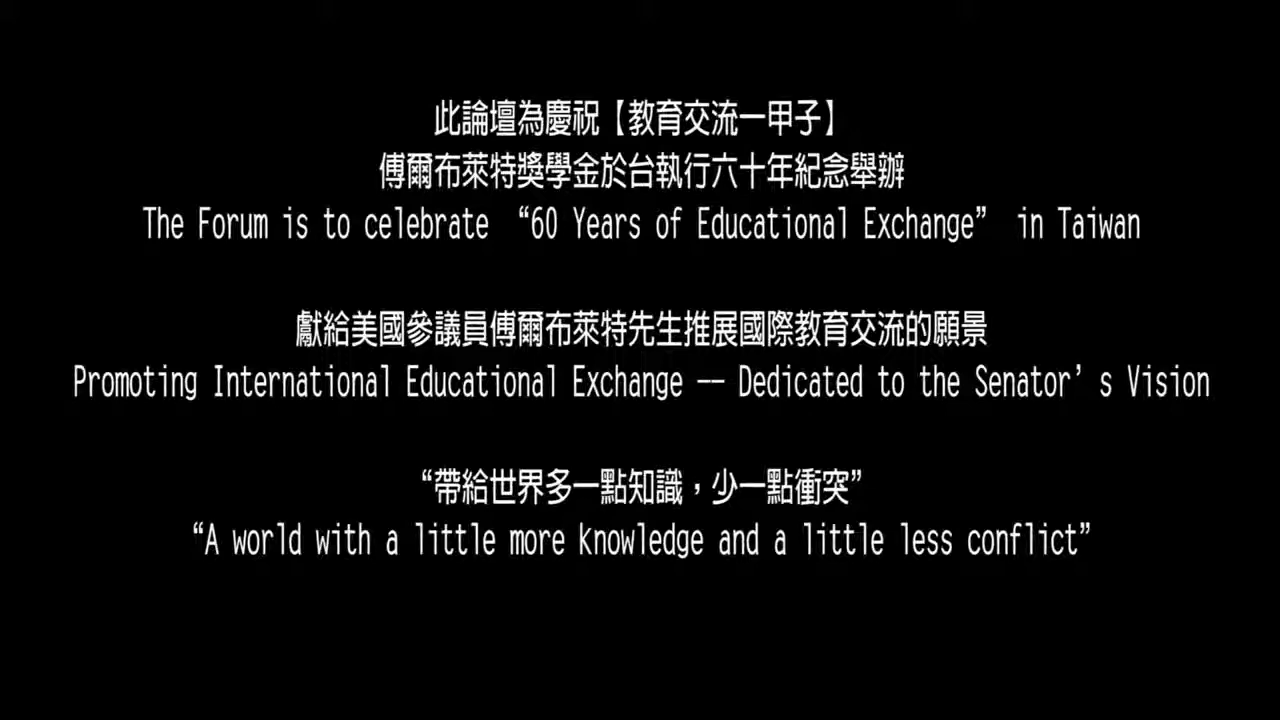 此論壇為慶祝【教育交流一甲子】
傅爾布萊特獎學金於台執行六十年紀念舉辦
The Forum is to celebrate “60 Years of Educational Exchange” in Taiwan
獻給美國參議員傅爾布萊特先生推展國際教育交流的願景
Promoting International Educational Exchange -- Dedicated to the Senator’s Vision
“帶給世界多一點知識，少一點衝突”
“A world with a little more knowledge and a little less conflict”